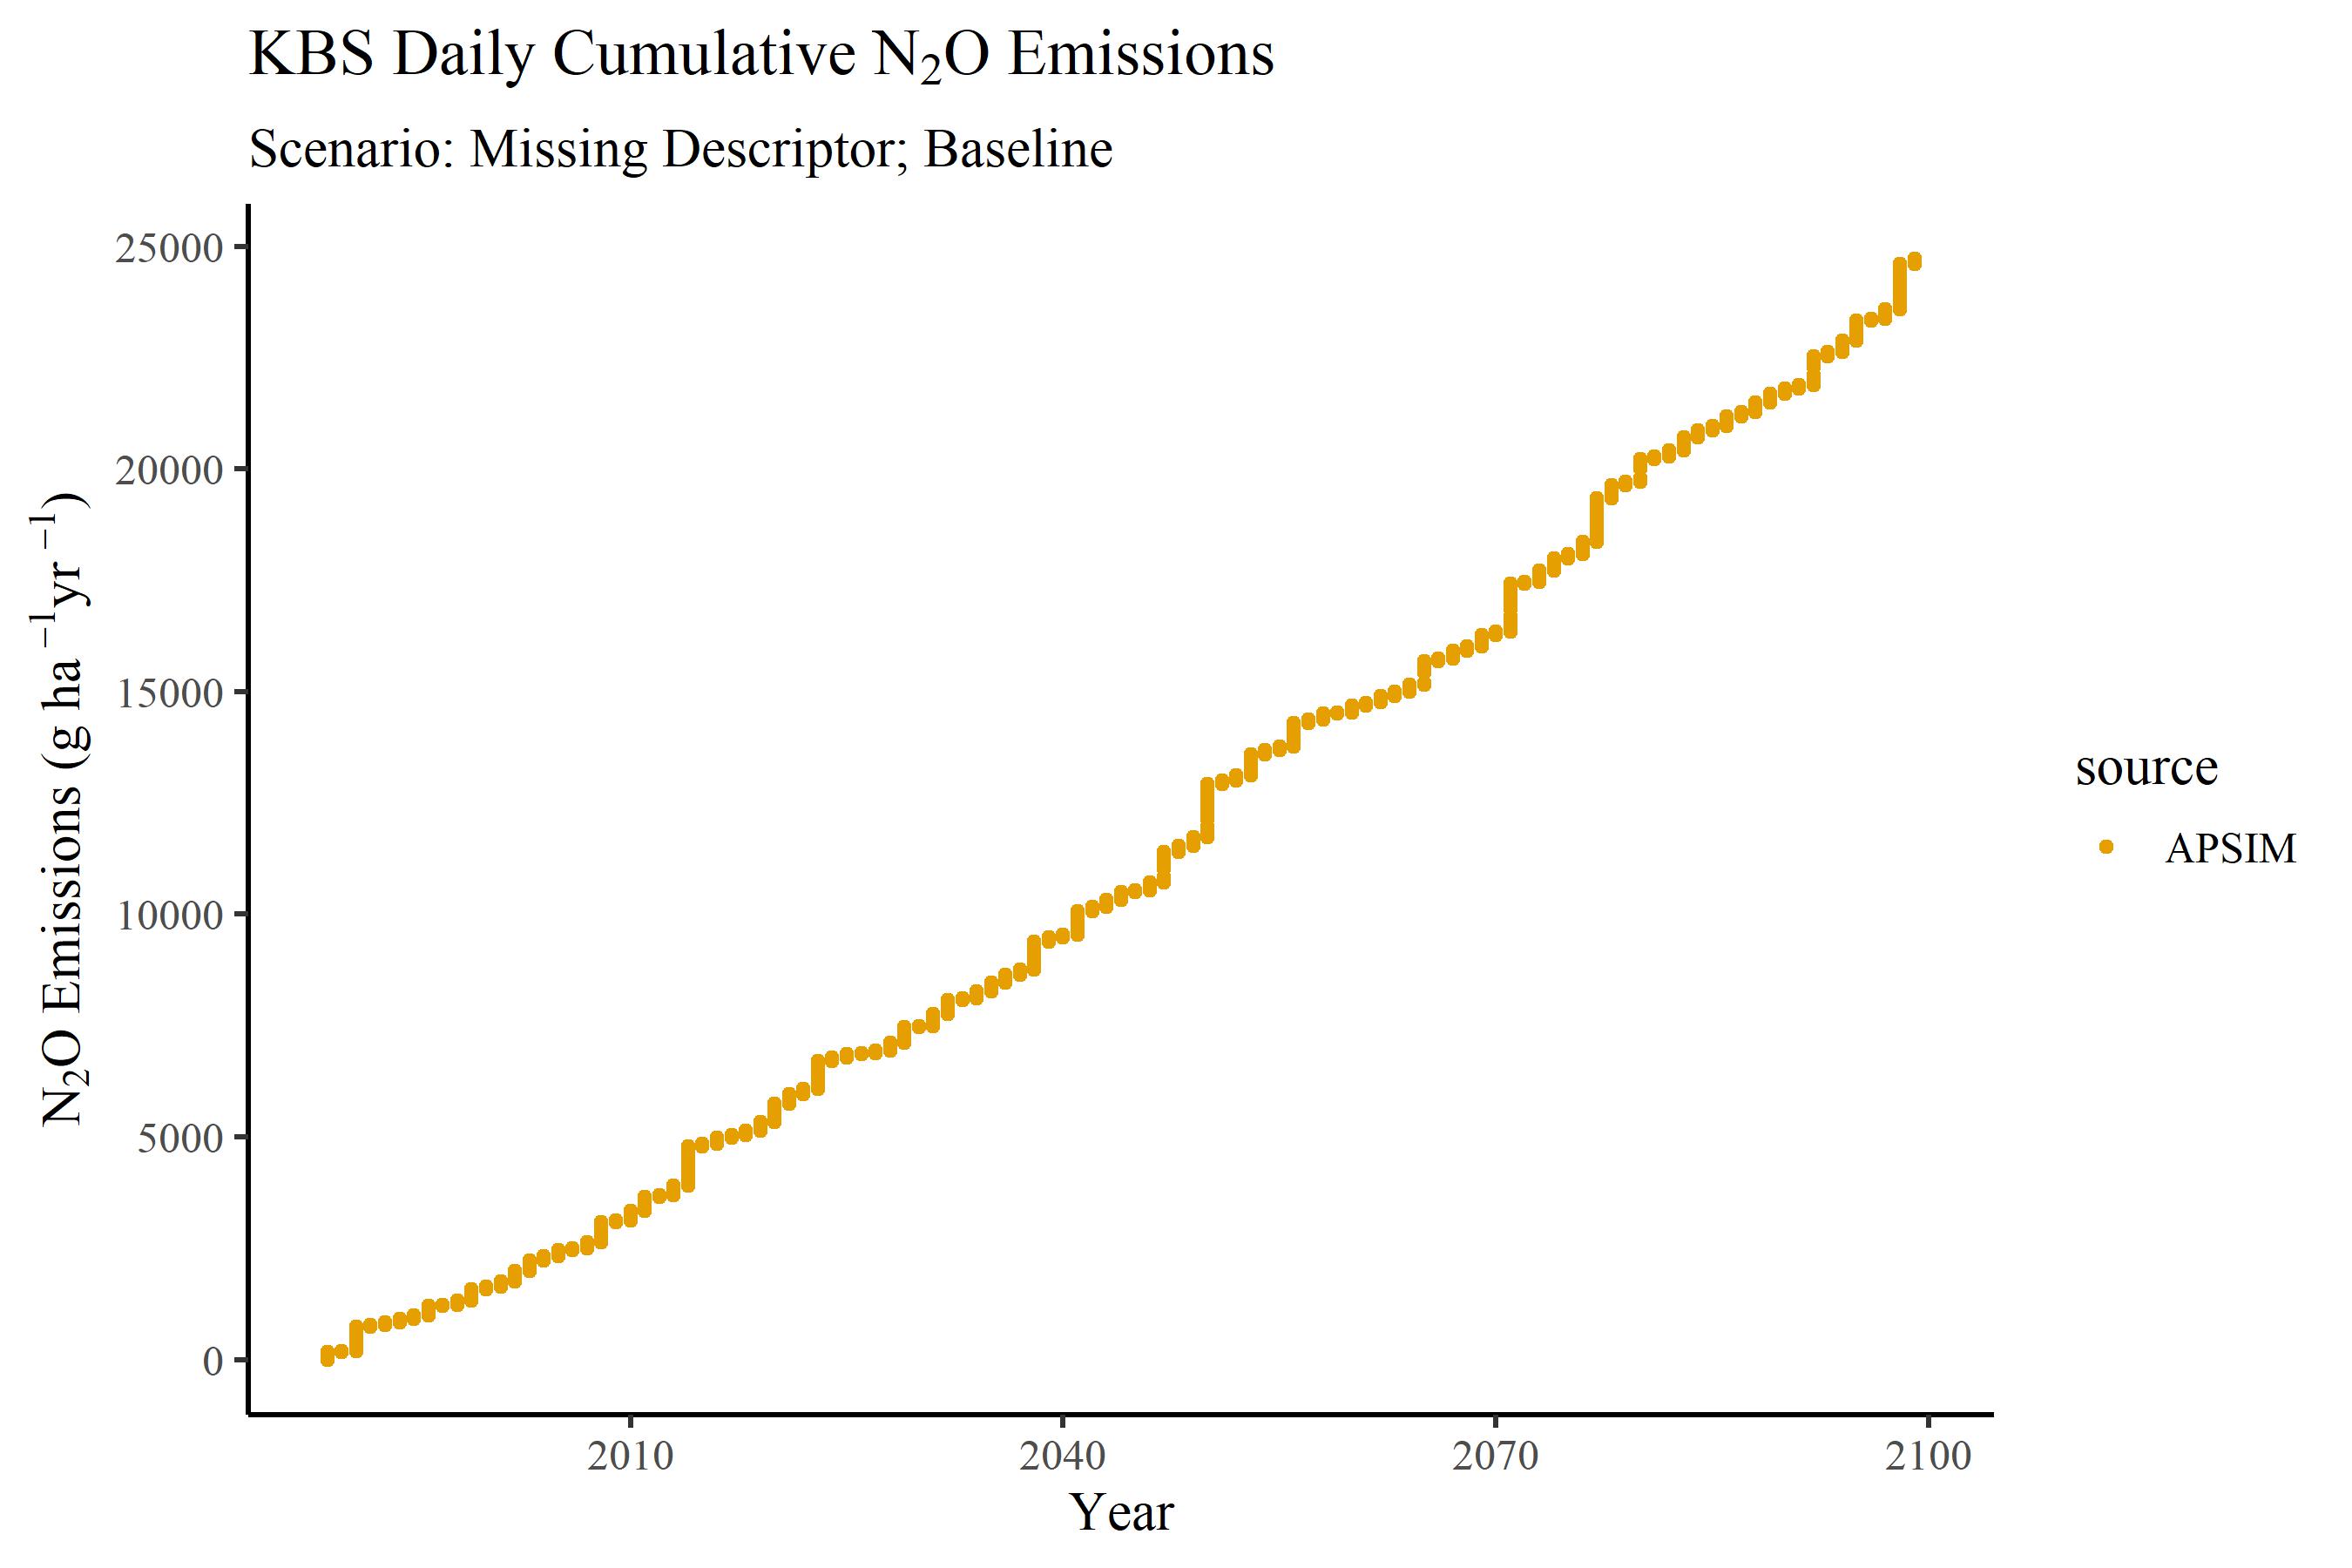 KBS Daily Cumulative N₂O Emissions
Scenario: Missing Descriptor; Baseline
N₂O Emissions (g ha⁻¹yr⁻¹)
25000
20000
15000
10000
5000
0
2010 2040 2070 2100
Year
source
APSIM